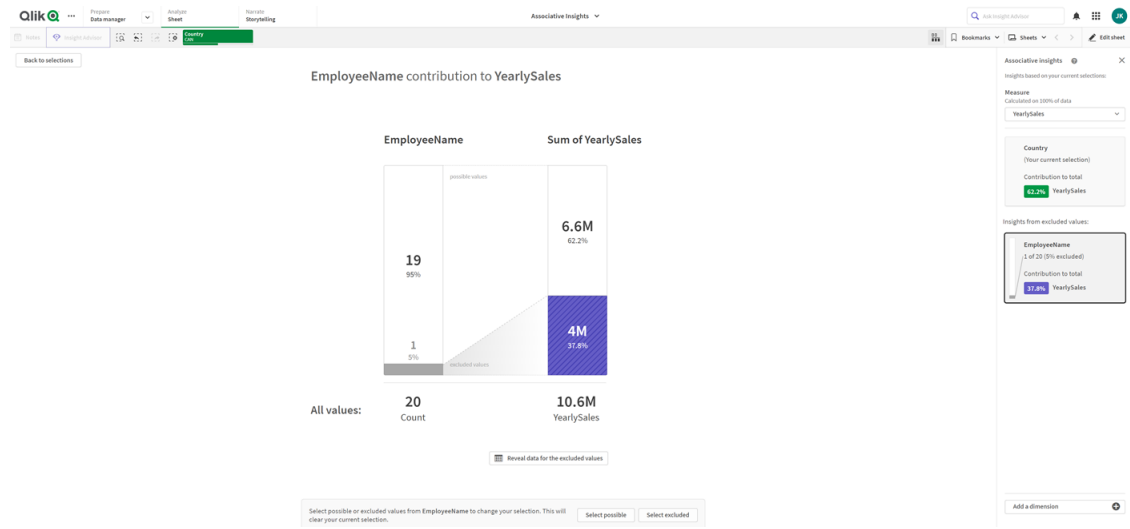 Qlik
Prepare
Data manager
Analyze
Sheet
Narrate
Storytelling
Associative Insights
Ask Insight Advisor
JK
Notes
Insight Advisor
Country
CAN
Bookmarks
Sheets
Edit sheet
Back to selections
EmployeeName contribution to YearlySales
EmployeeName
Sum of YearlySales
possible values
6.6M
62.2%
19
95%
4M
37.8%
1
5%
excluded values
All values:
20
Count
10.6M
YearlySales
Reveal data for the excluded values
Select possible or excluded values from EmployeeName to change your selection. This will
clear your current selection.
Select possible
Select excluded
Associative insights
Insights based on your current selections:
Measure
Calculated on 100% of data
YearlySales
Country
(Your current selection)
Contribution to total
62.2% YearlySales
Insights from excluded values:
EmployeeName
1 of 20 (5% excluded)
Contribution to total
37.8% YearlySales
Add a dimension